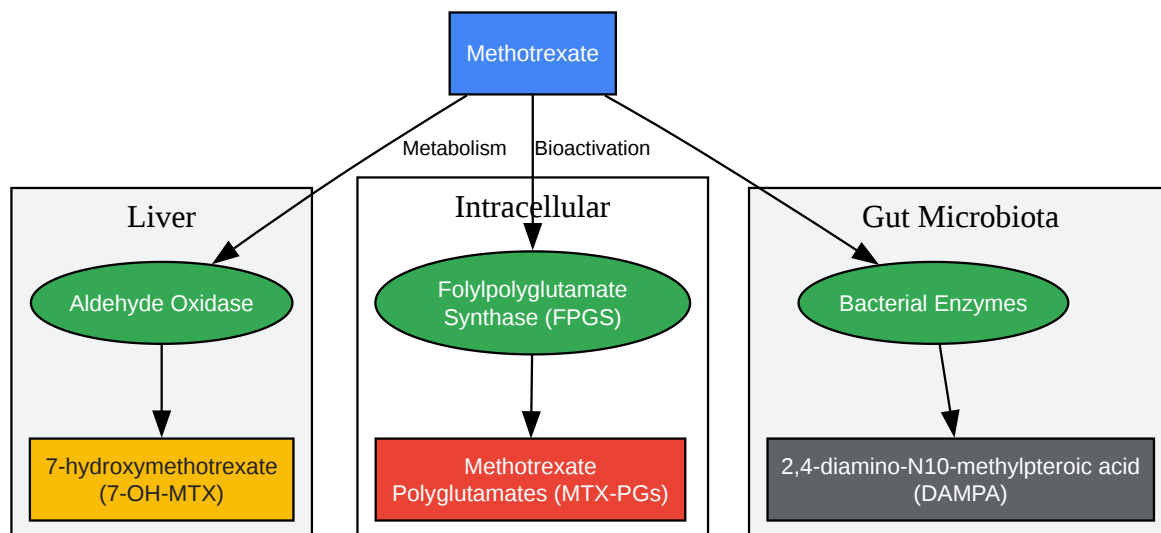 Methotrexate
Metabolism
Bioactivation
Liver
Intracellular
Gut Microbiota
Aldehyde Oxidase
Folylpolyglutamate
Synthase (FPGS)
Bacterial Enzymes
7-hydroxymethotrexate
(7-OH-MTX)
Methotrexate
Polyglutamates (MTX-PGs)
2,4-diamino-N10-methylpteroic acid
(DAMPA)